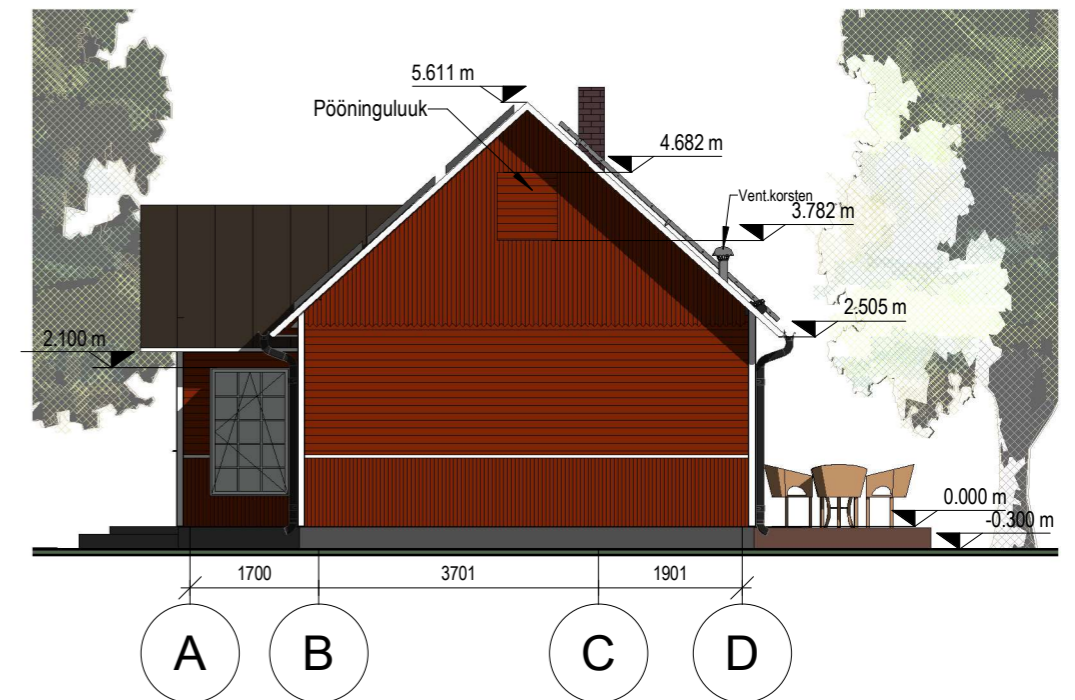 5.611 m
Pööninguluuk
4.682 m
Vent.korsten
3.782 m
2.505 m
2.100 m
0.000 m
-0.300 m
1700 3701 1901
A B C D